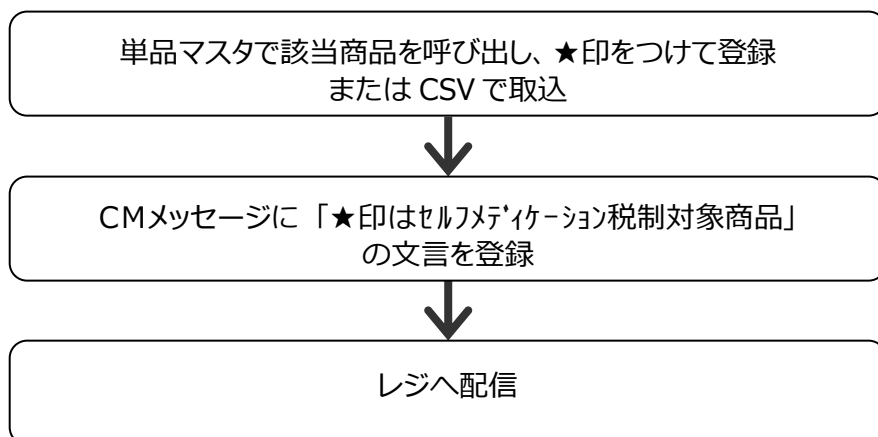 単品マスタで該当商品を呼び出し、★印をつけて登録
または CSV で取込
CMメッセージに「★印はｾﾙﾌﾒﾃﾞｨｹｰｼｮﾝ税制対象商品」
の文言を登録
レジへ配信